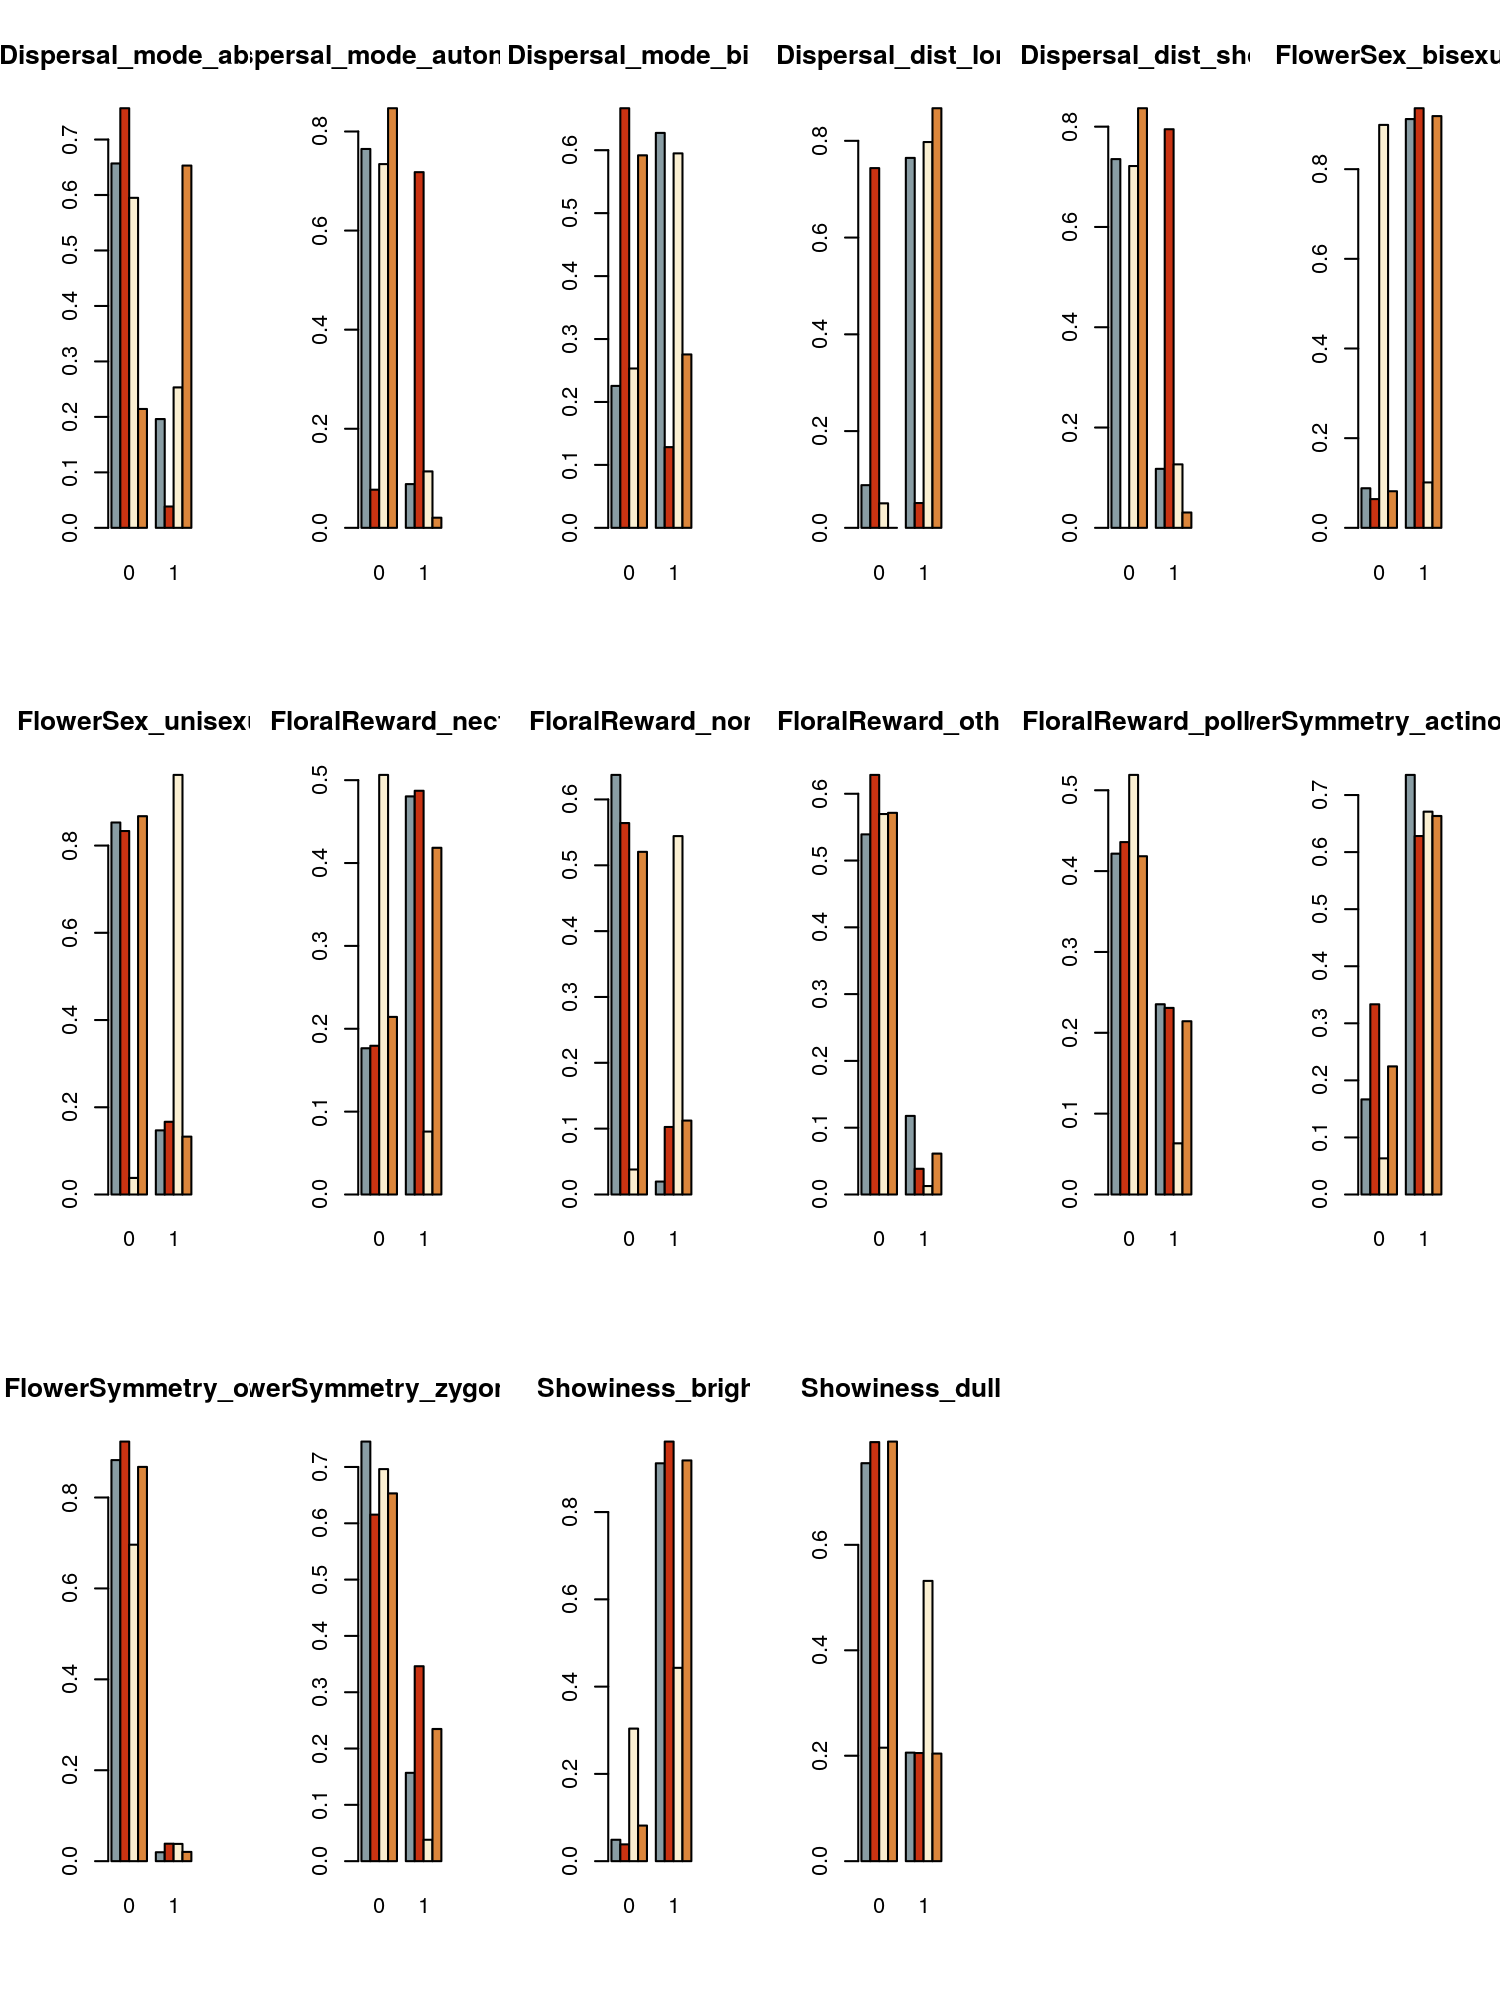 Dispersal_mode_ab
0.0 0.1 0.2 0.3 0.4 0.5 0.6 0.7
0 1
spersal_mode_auton
0.0 0.2 0.4 0.6 0.8
0 1
Dispersal_mode_bi
0.0 0.1 0.2 0.3 0.4 0.5 0.6
0 1
Dispersal_dist_lon
0.0 0.2 0.4 0.6 0.8
0 1
Dispersal_dist_sho
0.0 0.2 0.4 0.6 0.8
0 1
FlowerSex_bisexu
0.0 0.2 0.4 0.6 0.8
0 1
FlowerSex_unisexu
0.0 0.2 0.4 0.6 0.8
0 1
FloralReward_nect
0.0 0.1 0.2 0.3 0.4 0.5
0 1
FloralReward_non
0.0 0.1 0.2 0.3 0.4 0.5 0.6
0 1
FloralReward_oth
0.0 0.1 0.2 0.3 0.4 0.5 0.6
0 1
FloralReward_poll
0.0 0.1 0.2 0.3 0.4 0.5
0 1
werSymmetry_actino
0.0 0.1 0.2 0.3 0.4 0.5 0.6 0.7
0 1
FlowerSymmetry_o
0.0 0.2 0.4 0.6 0.8
0 1
werSymmetry_zygom
0.0 0.1 0.2 0.3 0.4 0.5 0.6 0.7
0 1
Showiness_brigh
0.0 0.2 0.4 0.6 0.8
0 1
Showiness_dull
0.0 0.2 0.4 0.6
0 1